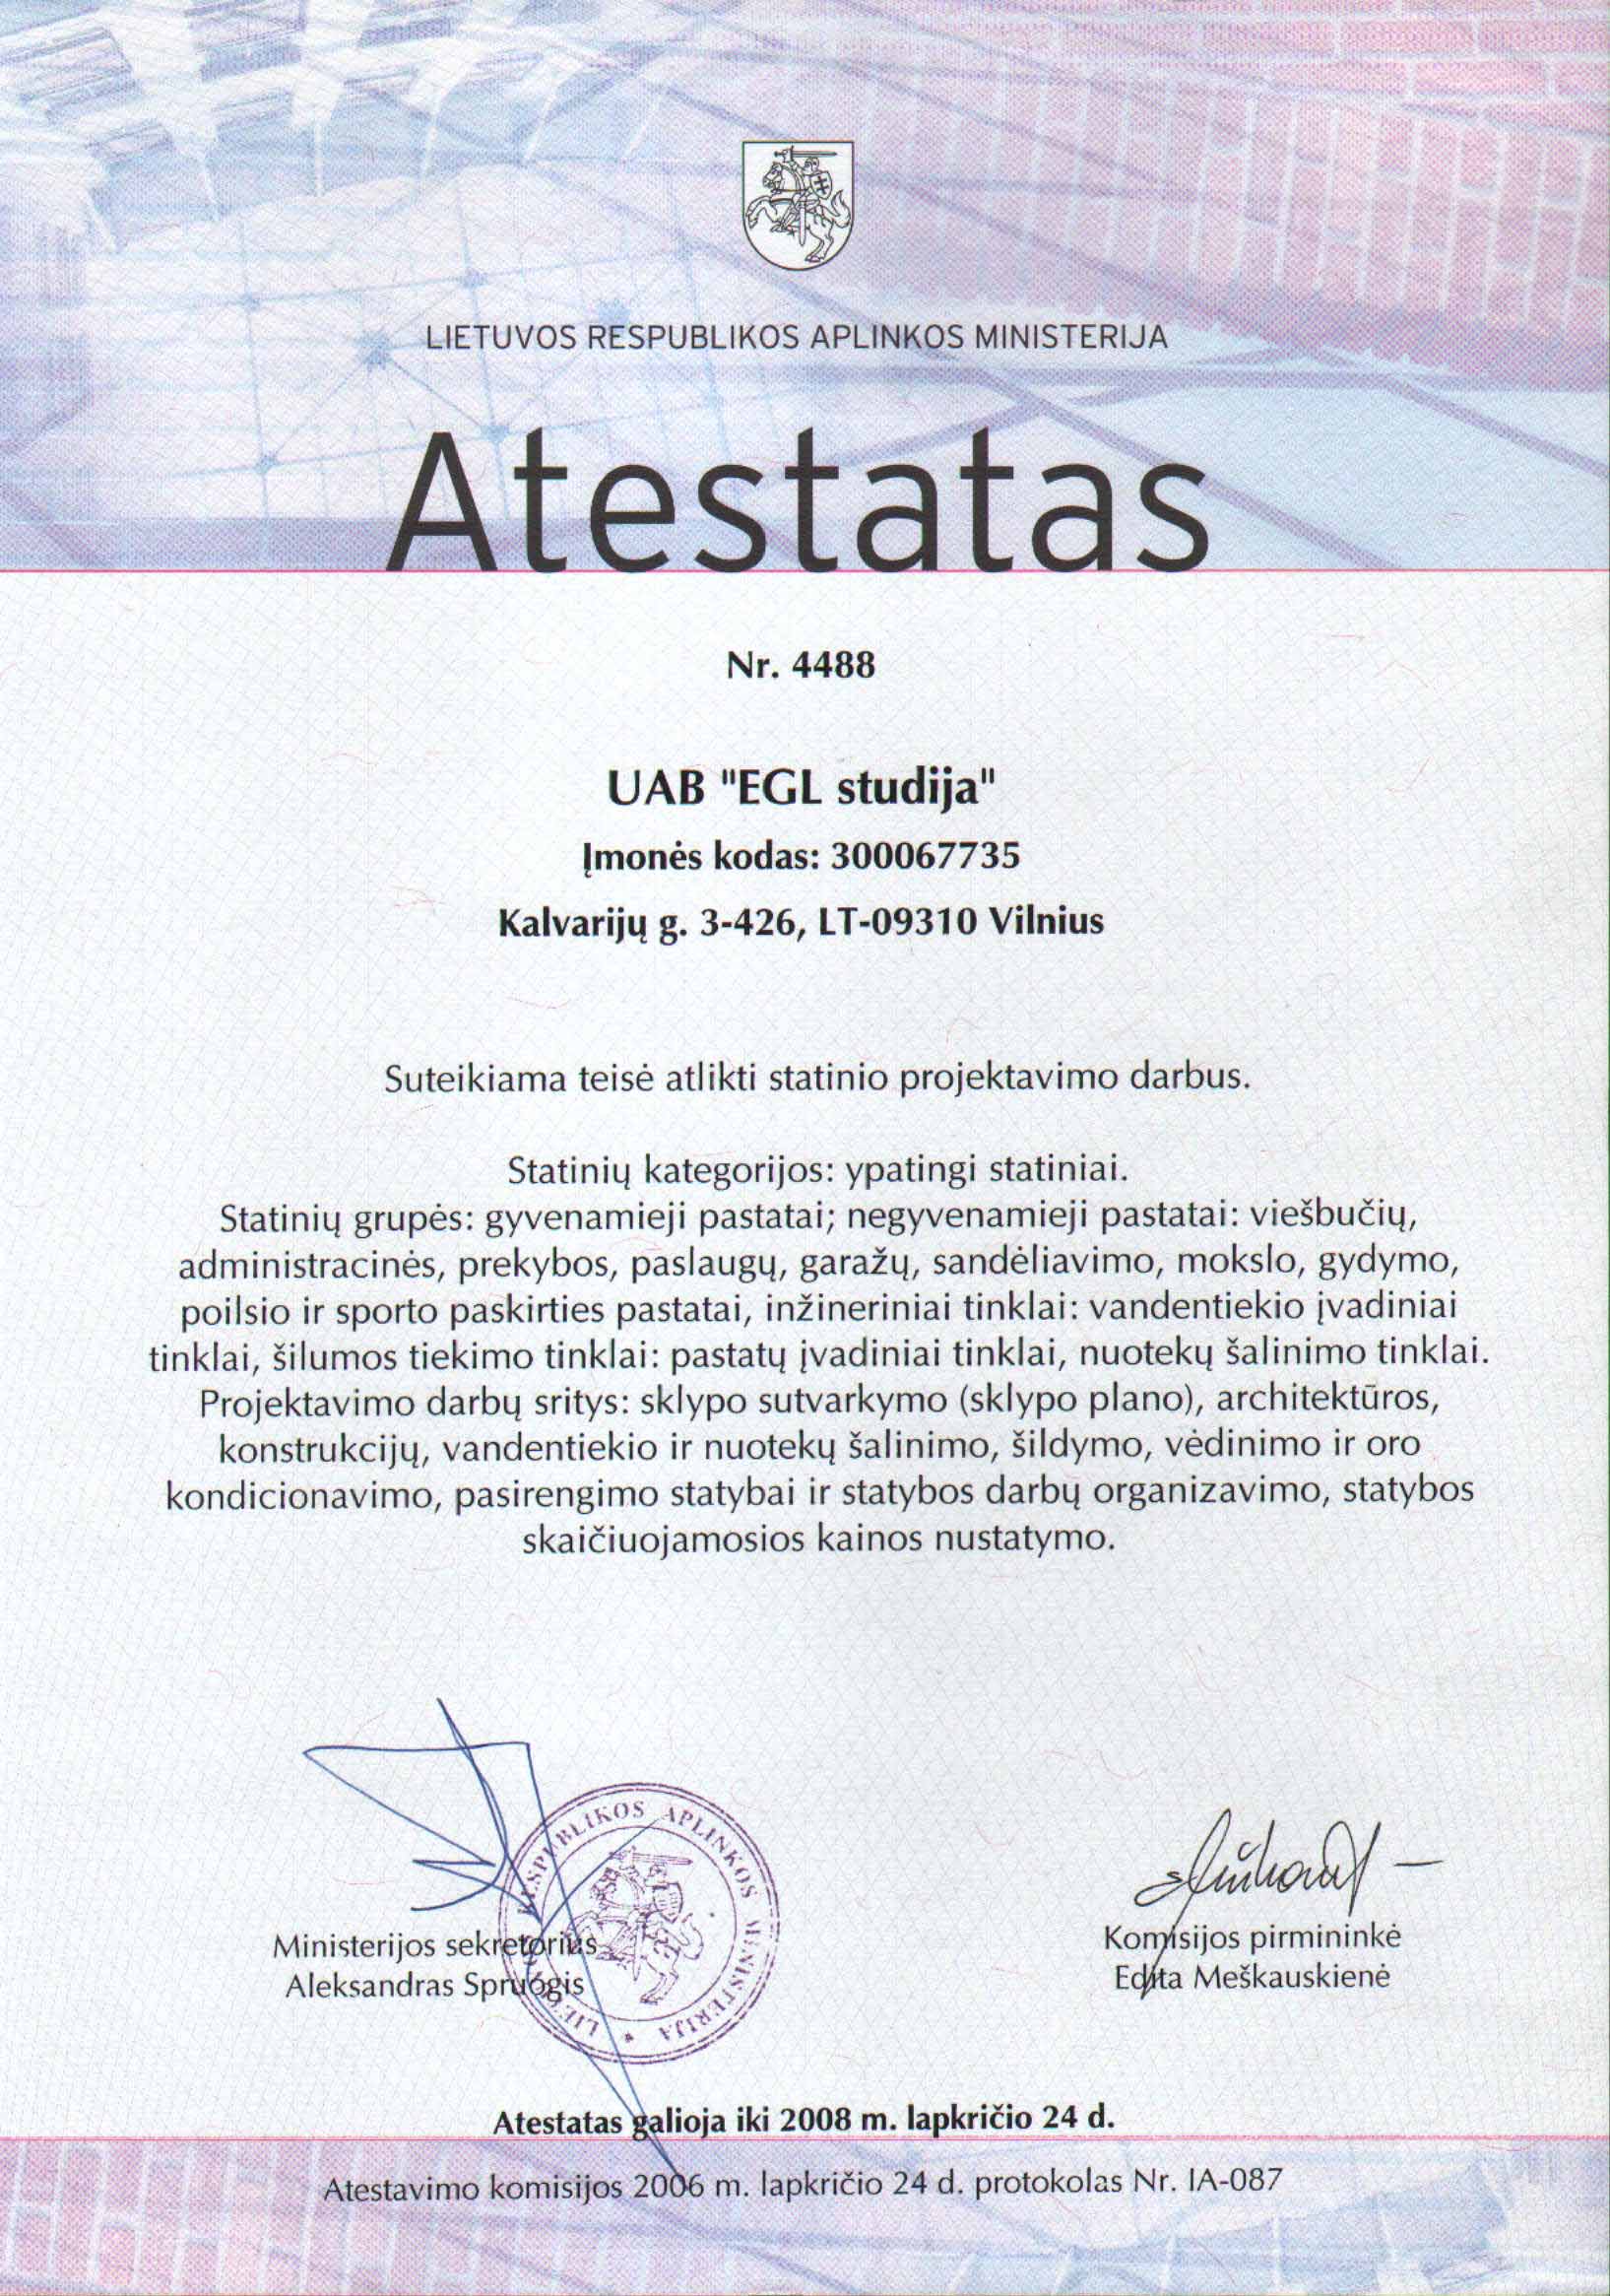 LIETUVOS RESPUBLIKOS APLINKOS MINISTERIJA
Atestatas
Nr. 4488
UAB "EGL studija"
Įmonės kodas: 300067735
Kalvarijų g. 3-426, LT-09310 Vilnius
Suteikiama teisė atlikti statinio projektavimo darbus.
Statinių kategorijos: ypatingi statiniai.
Statinių grupės: gyvenamieji pastatai; negyvenamieji pastatai: viešbučių,
administracinės, prekybos, paslaugų, garažų, sandėliavimo, mokslo, gydymo,
poilsio ir sporto paskirties pastatai, inžineriniai tinklai: vandentiekio įvadiniai
tinklai, šilumos tiekimo tinklai: pastatų įvadiniai tinklai, nuotekų šalinimo tinklai.
Projektavimo darbų sritys: sklypo sutvarkymo (sklypo plano), architektūros,
konstrukcijų, vandentiekio ir nuotekų šalinimo, šildymo, vėdinimo ir oro
kondicionavimo, pasirengimo statybai ir statybos darbų organizavimo, statybos
skaičiuojamosios kainos nustatymo.
LIETUVOS RESPUBLIKOS APLINKOS MINISTERIJA
Ministerijos sekretorius
Aleksandras Spruogis
Komisijos pirmininkė
Edita Meškauskienė
Atestatas galioja iki 2008 m. lapkričio 24 d.
Atestavimo komisijos 2006 m. lapkričio 24 d. protokolas Nr. IA-087